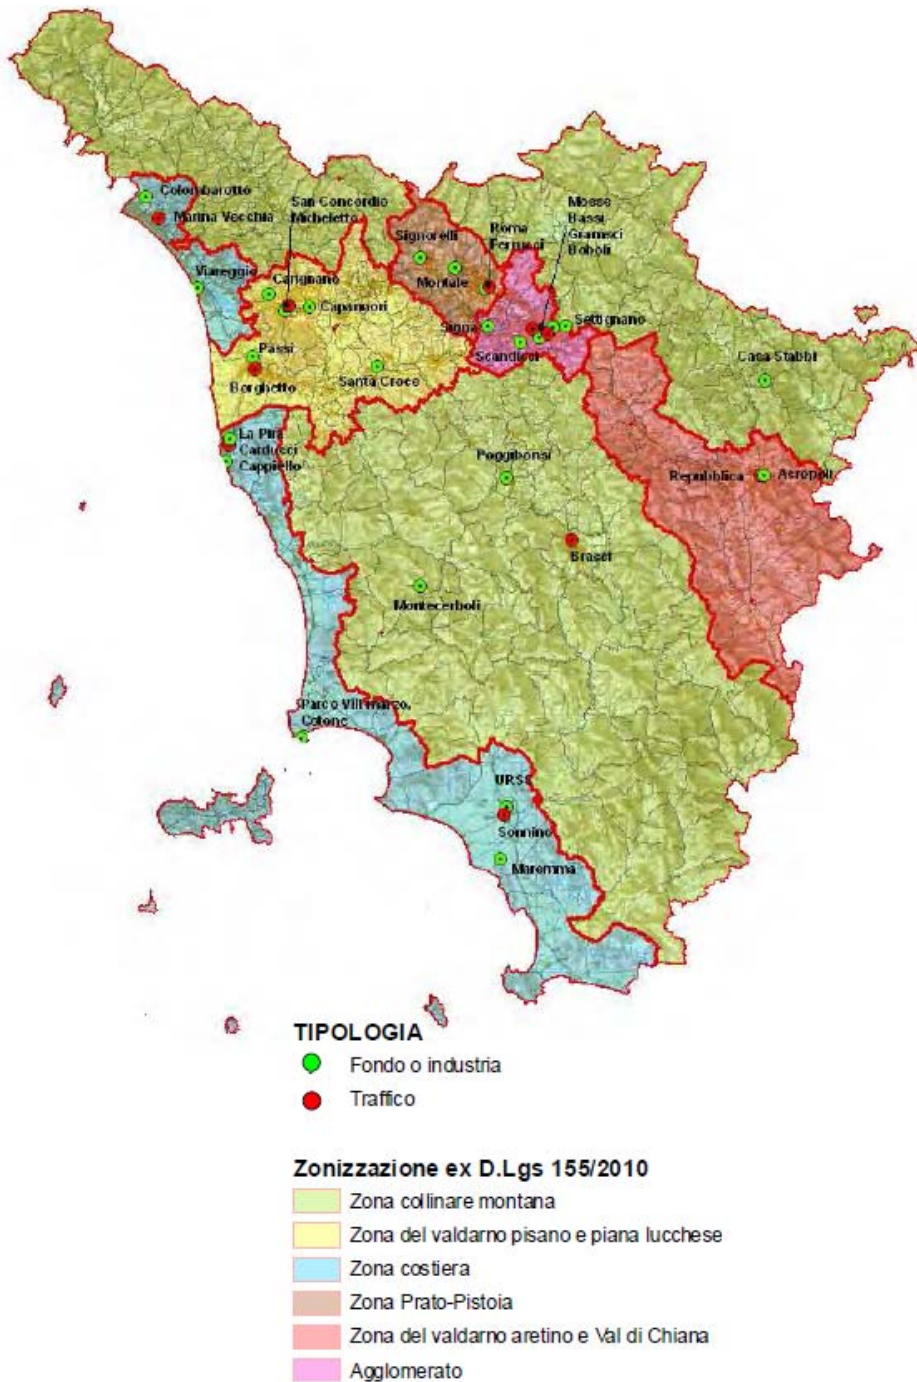 Colombarotto
Marina Vecchia
San Concordio
Micheletto
Mosse
Bassi
Gramsci
Boboli
Roma
Ferrucci
Signorelli
Montale
Viareggio
Carignano
Capannori
Signa
Settignano
Scandicci
Passi
Borghetto
Santa Croce
Casa Stabbi
La Pira
Carducci
Cappiello
Poggibonsi
Repubblica
Acropoli
Bracci
Montecerboli
Parco VIII marzo,
Cotone
URSS
Sonnino
Maremma
TIPOLOGIA
Fondo o industria
Traffico
Zonizzazione ex D.Lgs 155/2010
Zona collinare montana
Zona del valdarno pisano e piana lucchese
Zona costiera
Zona Prato-Pistoia
Zona del valdarno aretino e Val di Chiana
Agglomerato